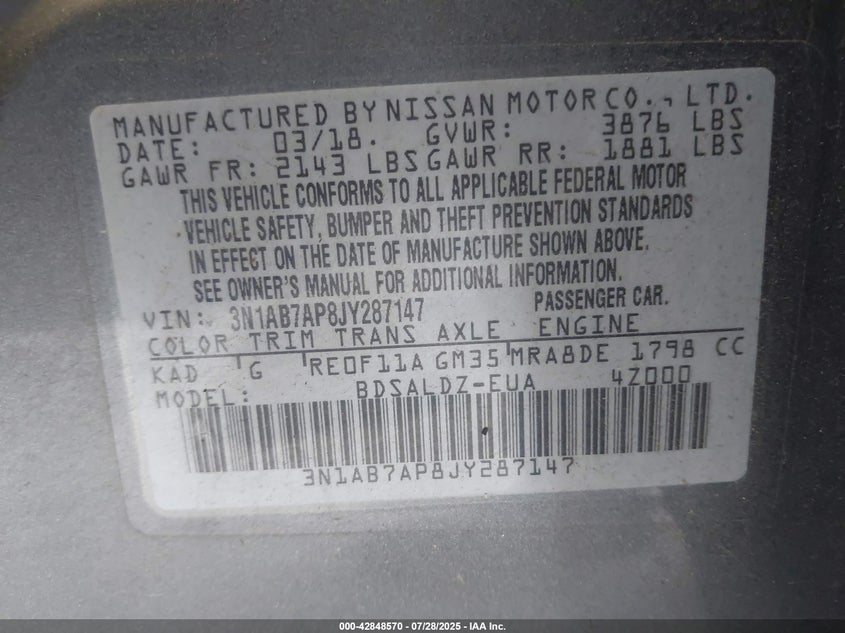 MANUFACTURED BY NISSAN MOTOR CO., LTD.
DATE: 03/18. GVWR: 3876 LBS
GAWR FR: 2143 LBS GAWR RR: 1881 LBS
THIS VEHICLE CONFORMS TO ALL APPLICABLE FEDERAL MOTOR
VEHICLE SAFETY, BUMPER AND THEFT PREVENTION STANDARDS
IN EFFECT ON THE DATE OF MANUFACTURE SHOWN ABOVE.
SEE OWNER'S MANUAL FOR ADDITIONAL INFORMATION.
VIN: 3N1AB7AP8JY287147 PASSENGER CAR.
COLOR TRIM TRANS AXLE ENGINE
KAD G RE0F11A GM35 MRA8DE 1798 CC
MODEL: BDSALDZ-EUA 4Z000
3N1AB7AP8JY287147
000-42848570 - 07/28/2025 - IAA Inc.